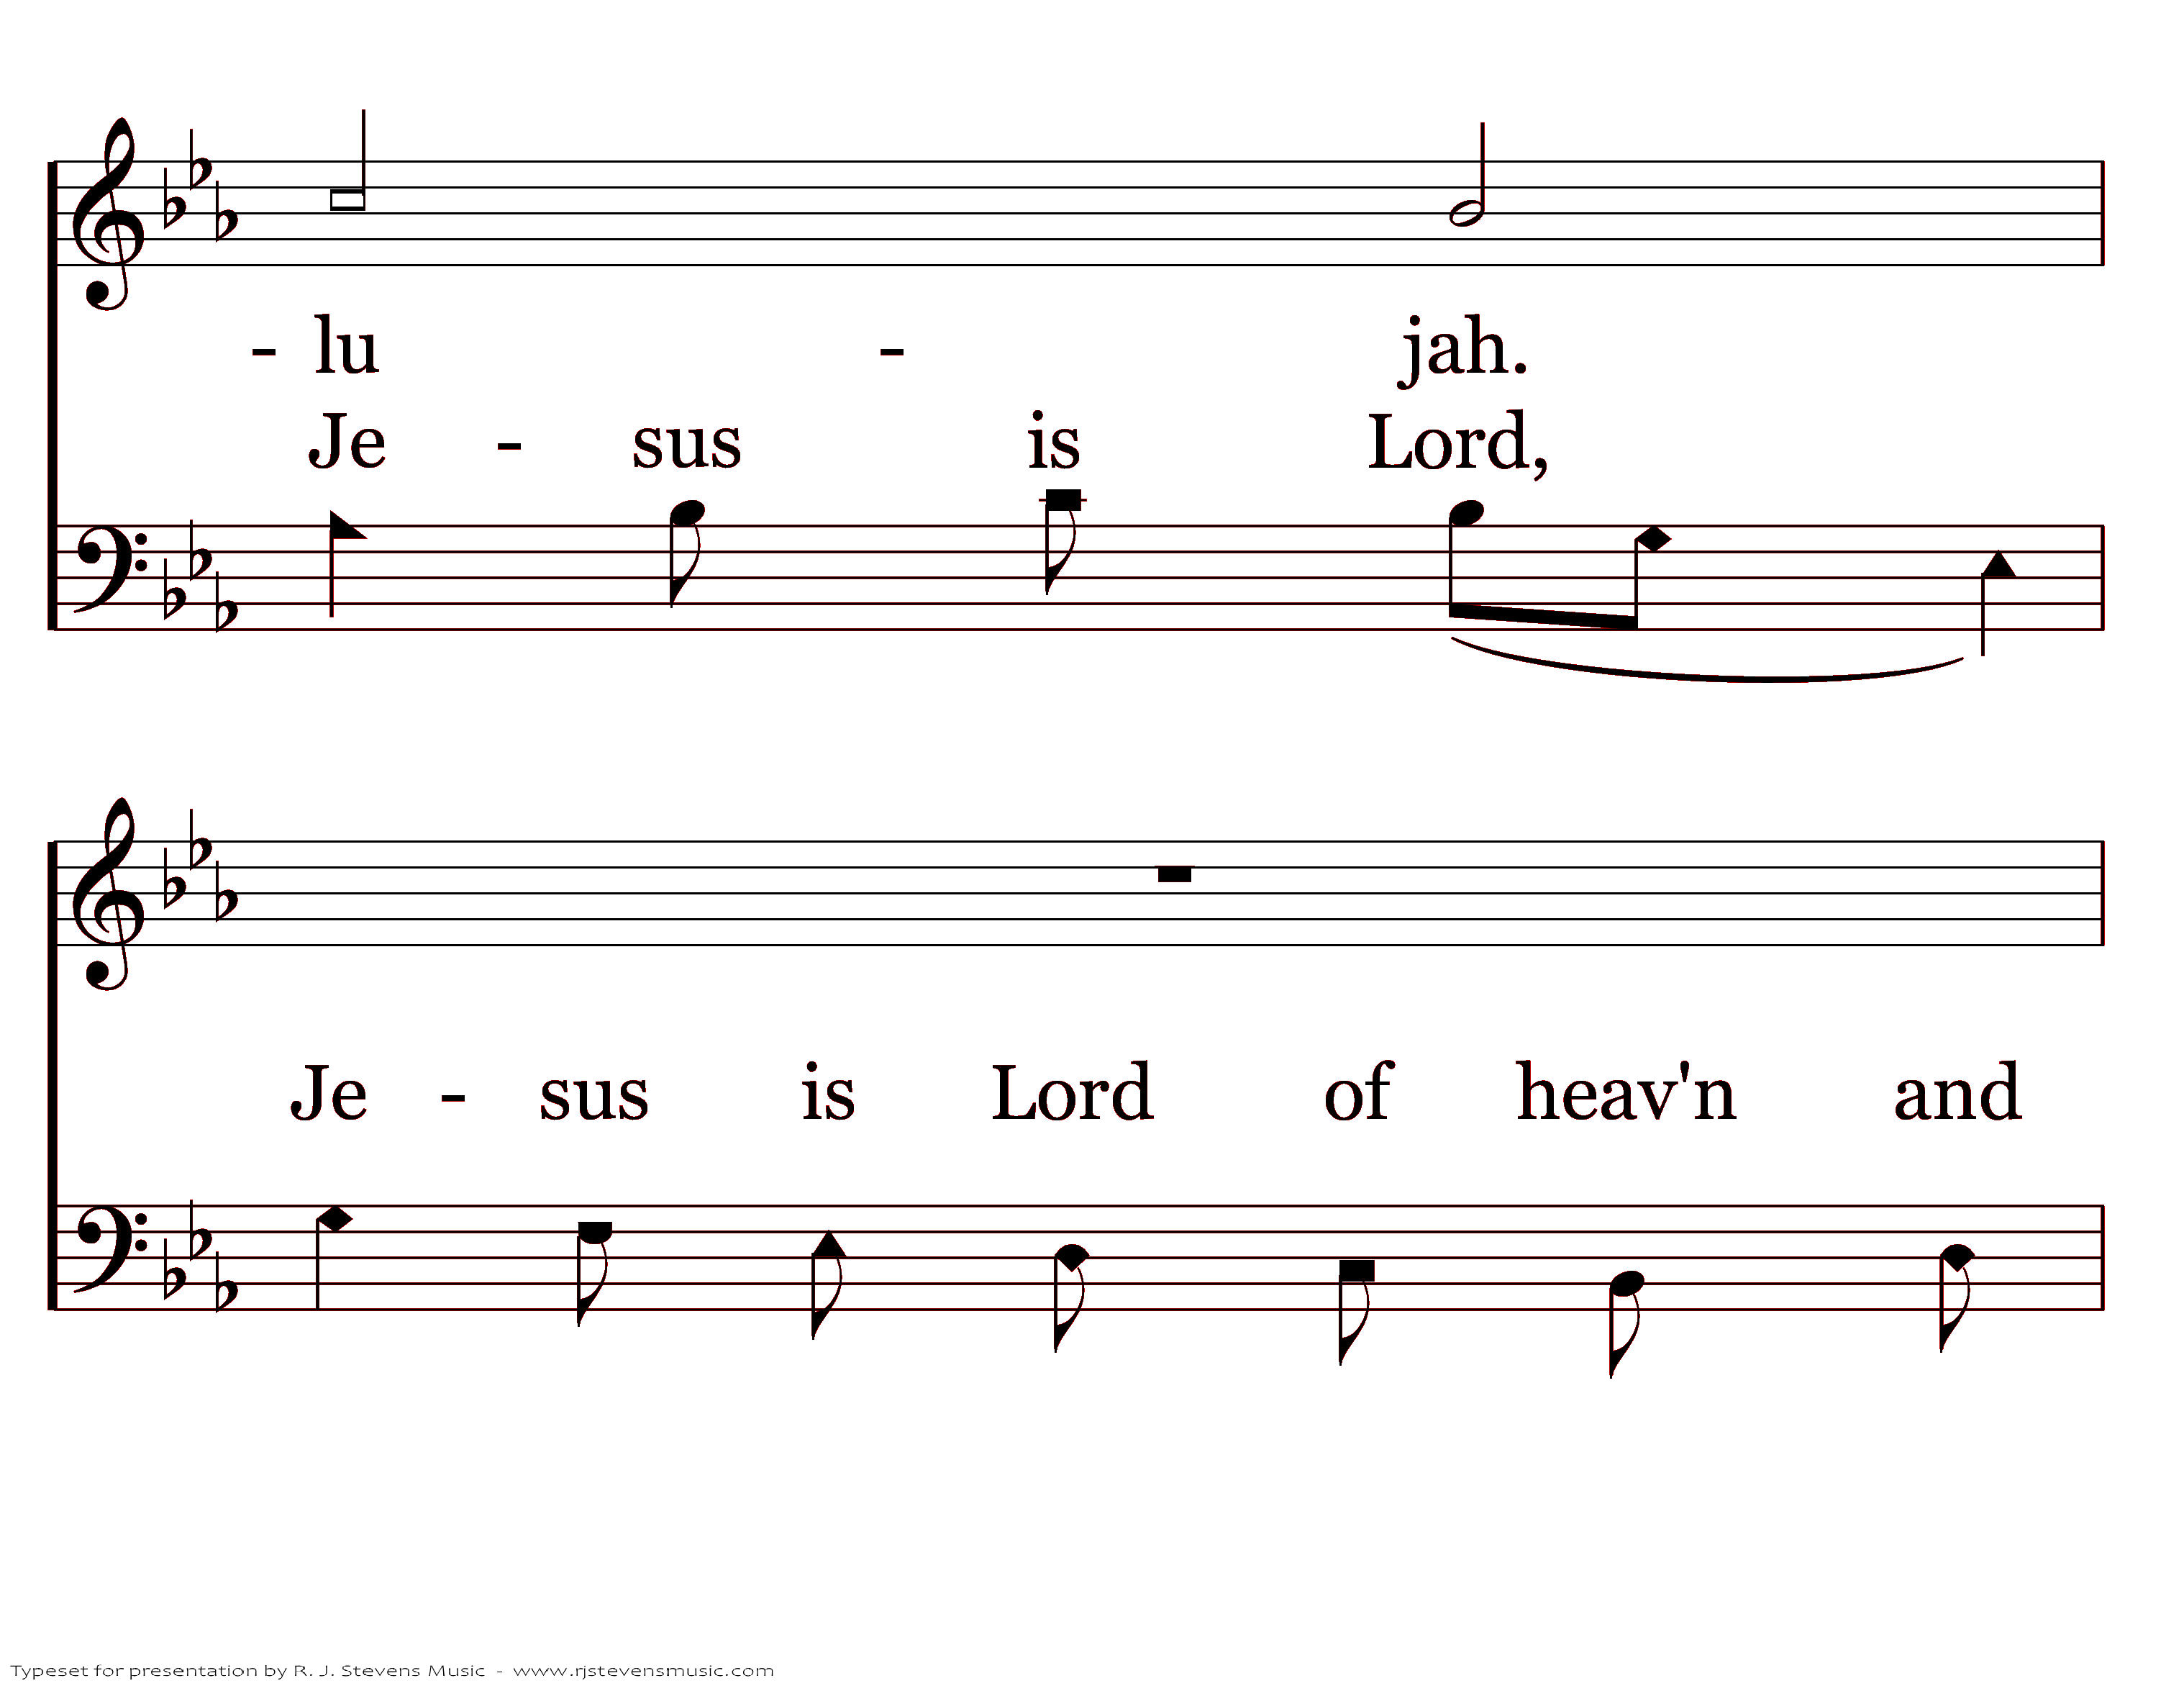 - lu - jah.
Je - sus is Lord,
Je - sus is Lord of heav'n and
Typeset for presentation by R. J. Stevens Music - www.rjstevensmusic.com